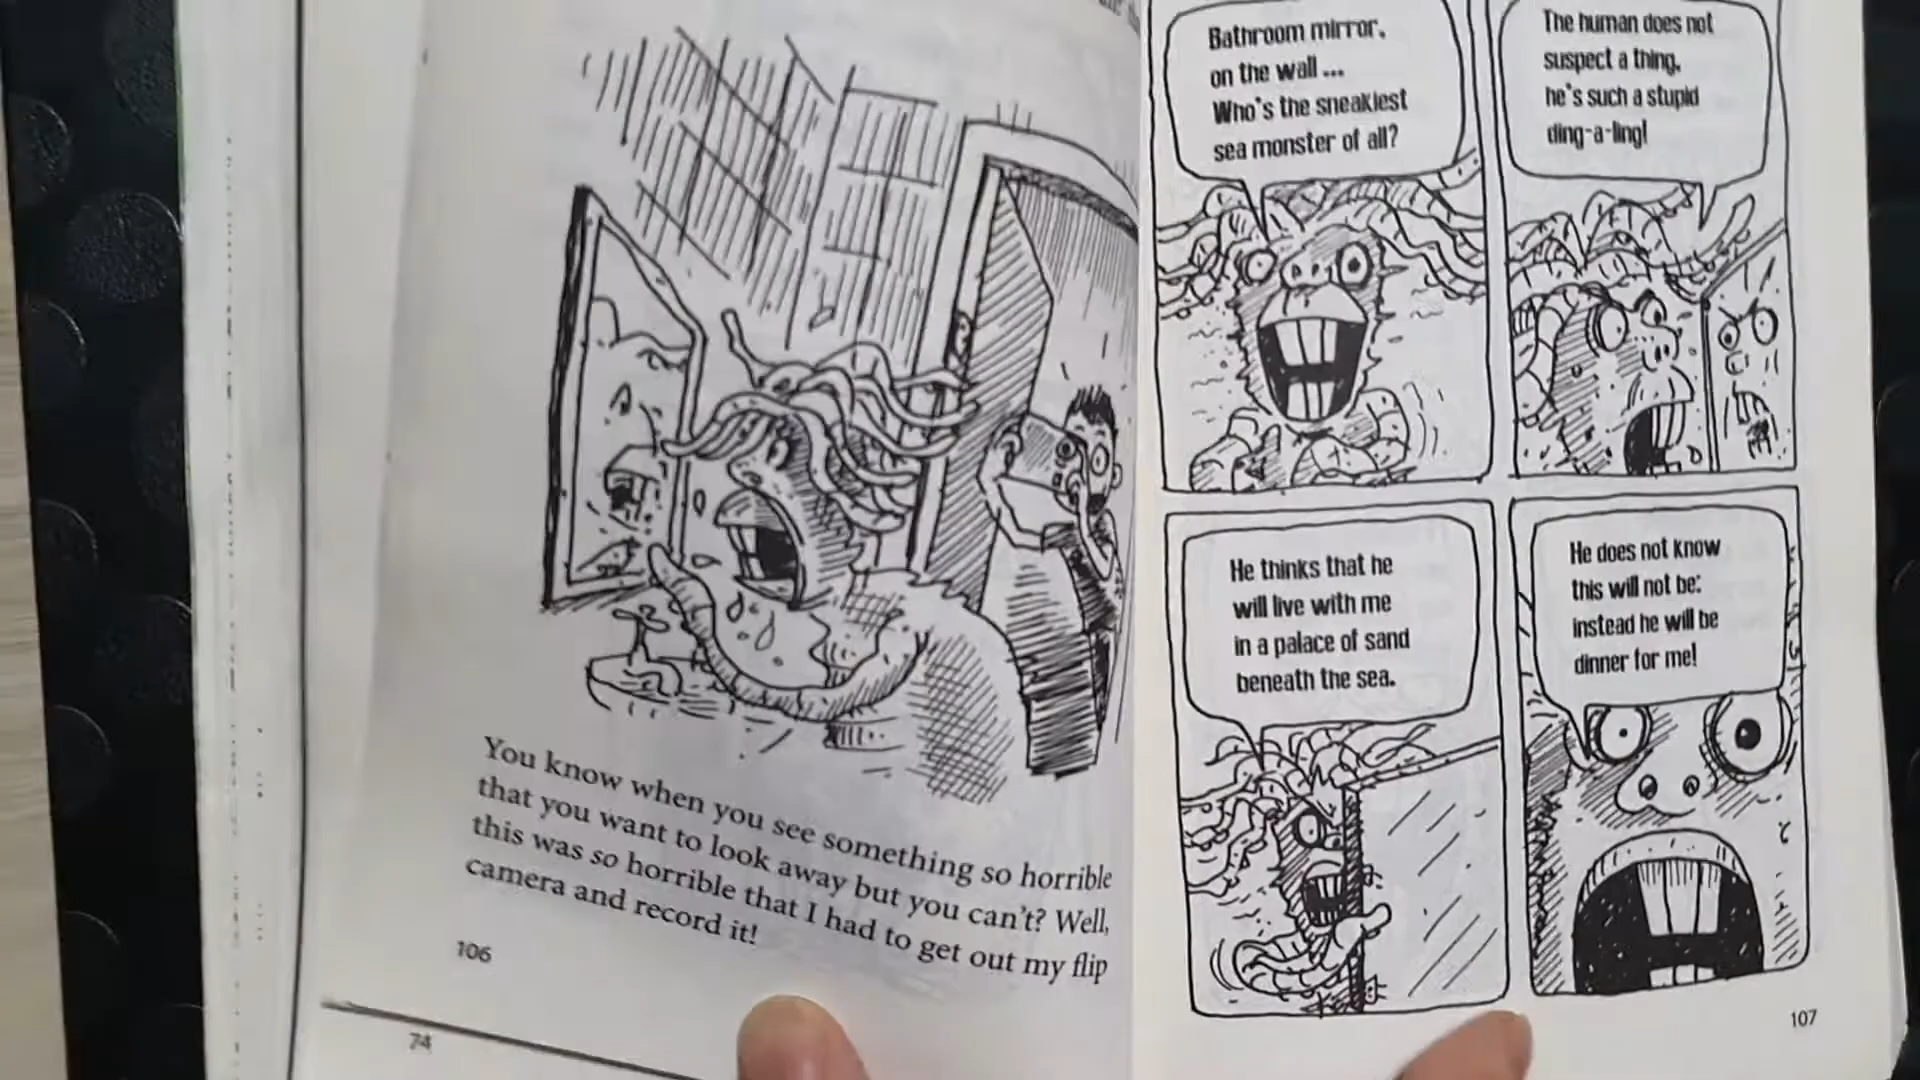 You know when you see something so horrible
that you want to look away but you can't? Well,
this was so horrible that I had to get out my flip
camera and record it!
106
74
Bathroom mirror,
on the wall ...
Who's the sneakiest
sea monster of all?
The human does not
suspect a thing,
he's such a stupid
ding-a-ling!
He thinks that he
will live with me
in a palace of sand
beneath the sea.
He does not know
this will not be:
instead he will be
dinner for me!
107